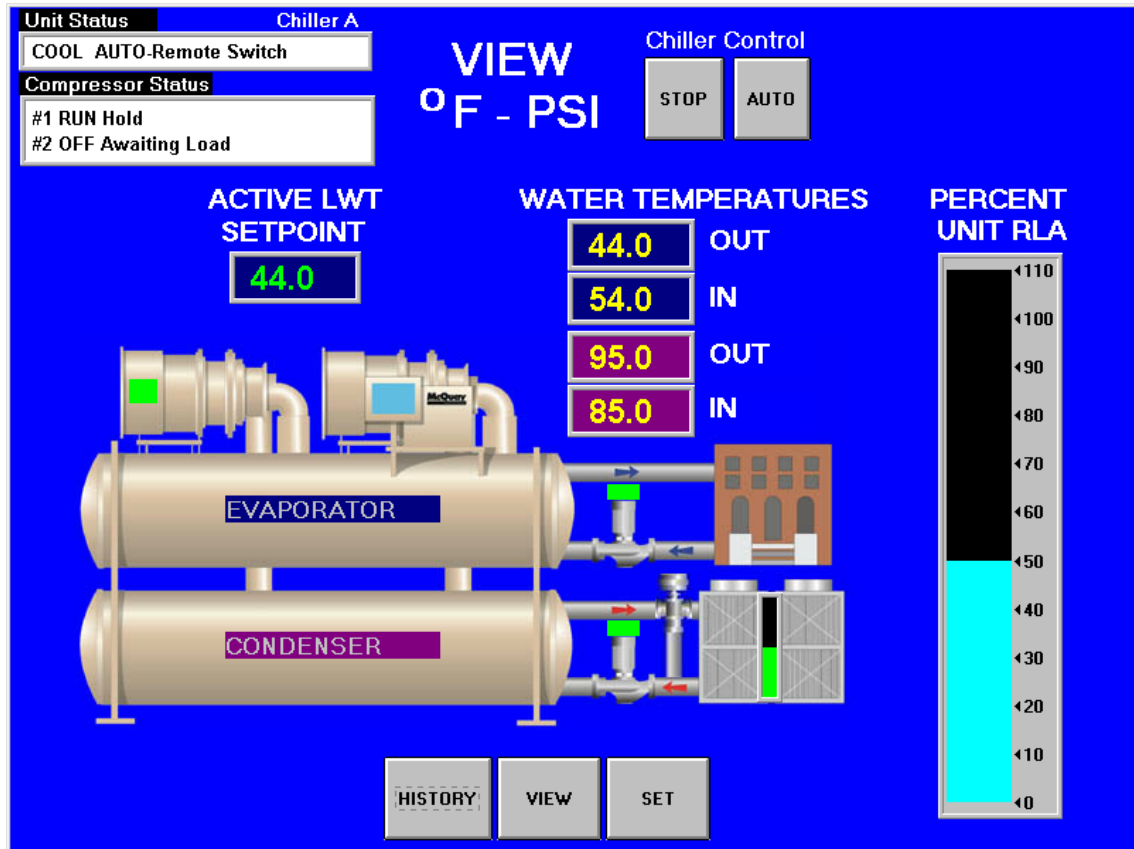 Unit Status Chiller A
COOL AUTO-Remote Switch
Compressor Status
#1 RUN Hold
#2 OFF Awaiting Load
VIEW
ºF - PSI
Chiller Control
STOP AUTO
ACTIVE LWT
SETPOINT
44.0
WATER TEMPERATURES
44.0 OUT
54.0 IN
95.0 OUT
85.0 IN
PERCENT
UNIT RLA
110
100
90
80
70
60
50
40
30
20
10
0
McQuay
EVAPORATOR
CONDENSER
HISTORY VIEW SET